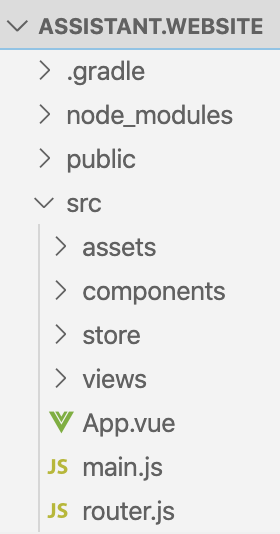 ASSISTANT.WEBSITE
.gradle
node_modules
public
src
assets
components
store
views
App.vue
JS main.js
JS router.js